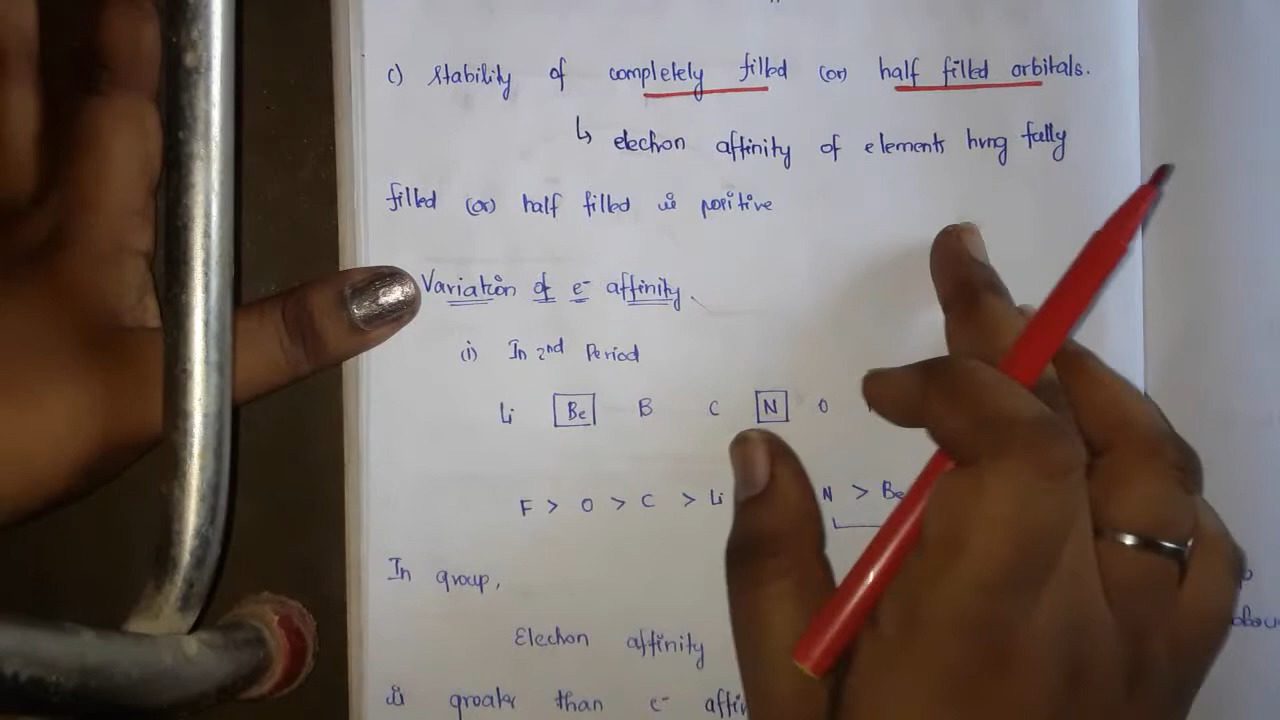 c) Stability of completely filled (or) half filled orbitals.
↳ electron affinity of elements hvng fully
filled (or) half filled is positive
Variation of e⁻ affinity
(i) In 2nd Period
Li Be B C N O
F > O > C > Li N > Be
In group,
Electron affinity
is greater than e⁻